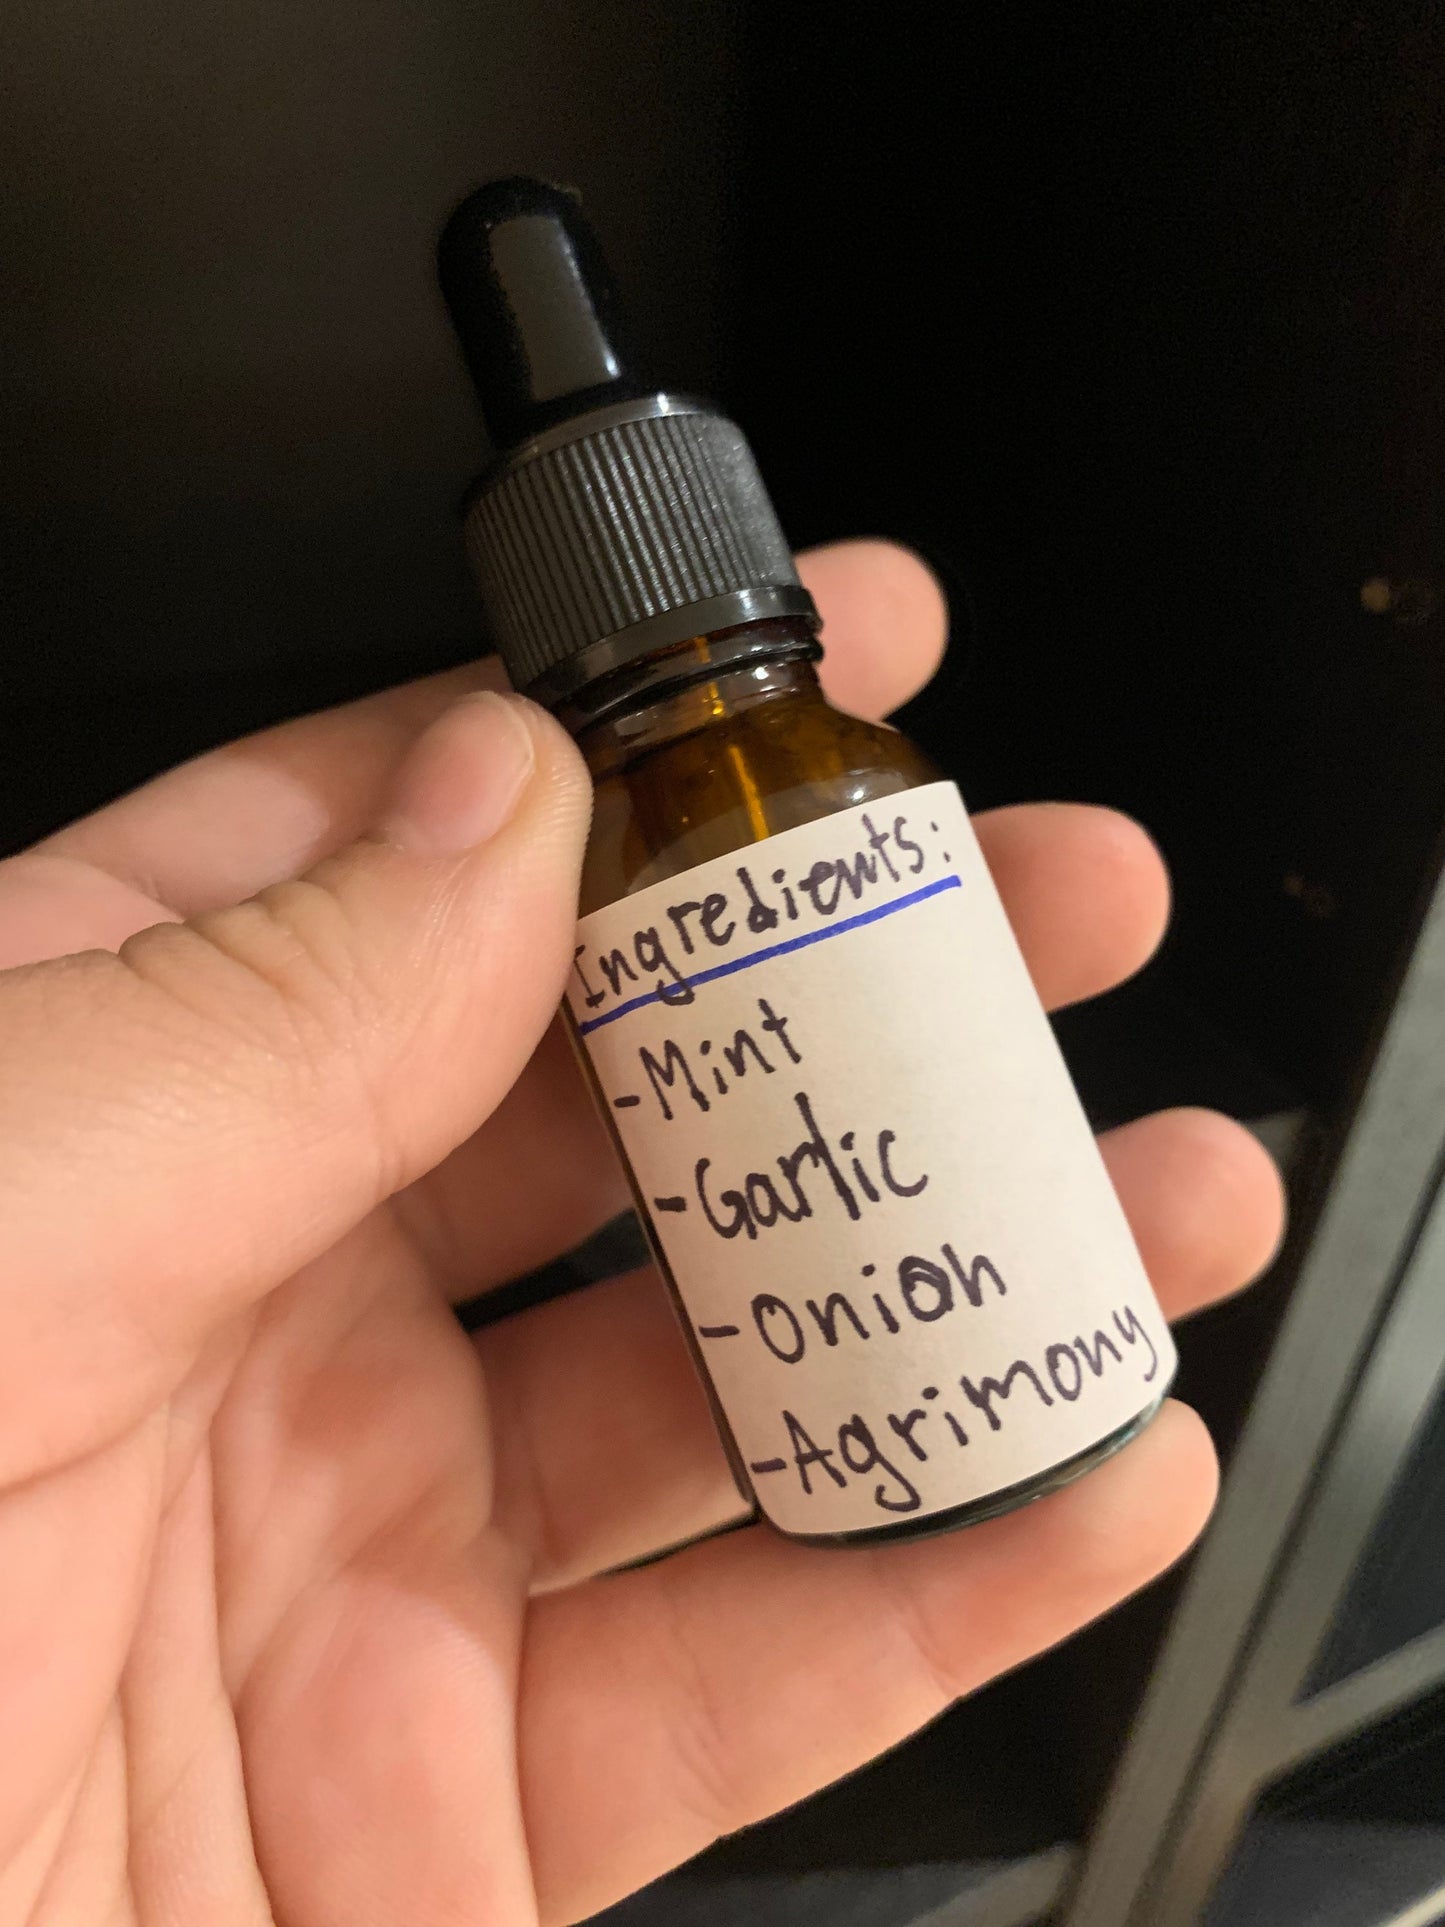 Ingredients:
-Mint
-Garlic
-Onion
-Agrimony